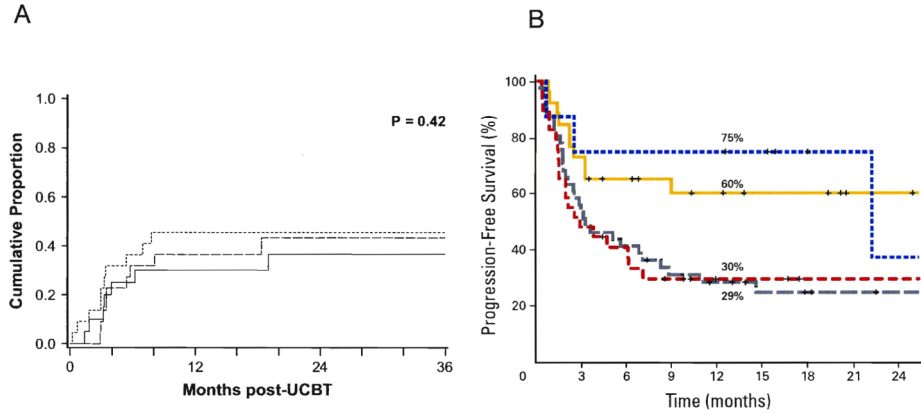 A
P = 0.42
Cumulative Proportion
1.0
0.8
0.6
0.4
0.2
0.0
0 4 12 24 36
Months post-UCBT
B
Progression-Free Survival (%)
100
80
60
40
20
75%
60%
30%
29%
0 3 6 9 12 15 18 21 24
Time (months)